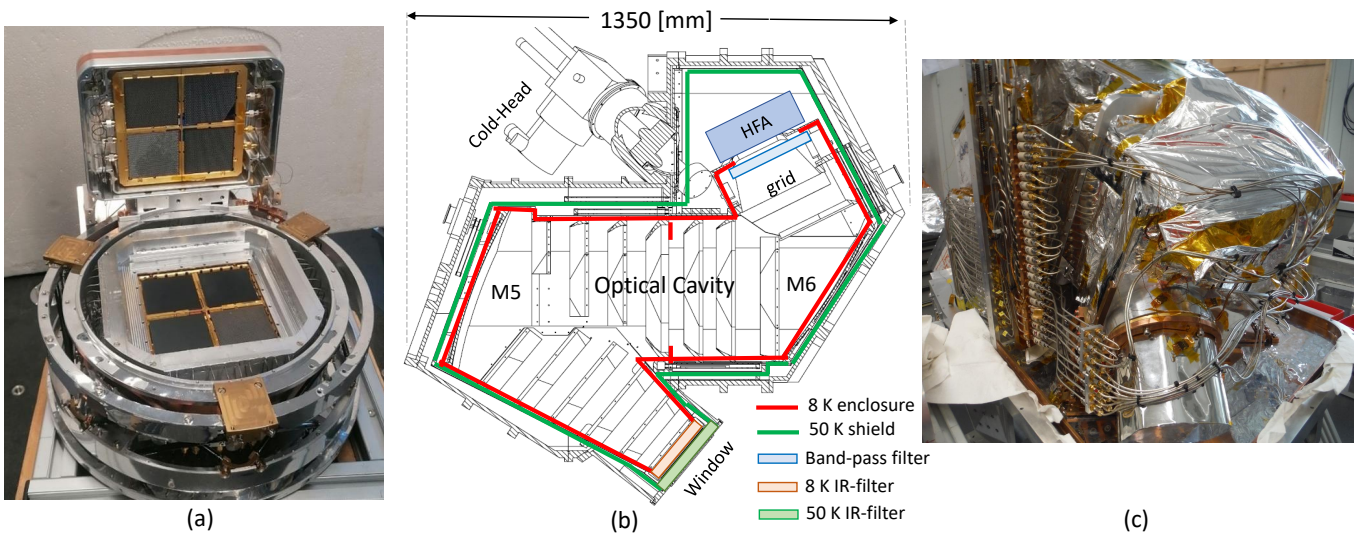 1350 [mm]
Cold-Head
HFA
grid
M5
Optical Cavity
M6
Window
8 K enclosure
50 K shield
Band-pass filter
8 K IR-filter
50 K IR-filter
(a)
(b)
(c)